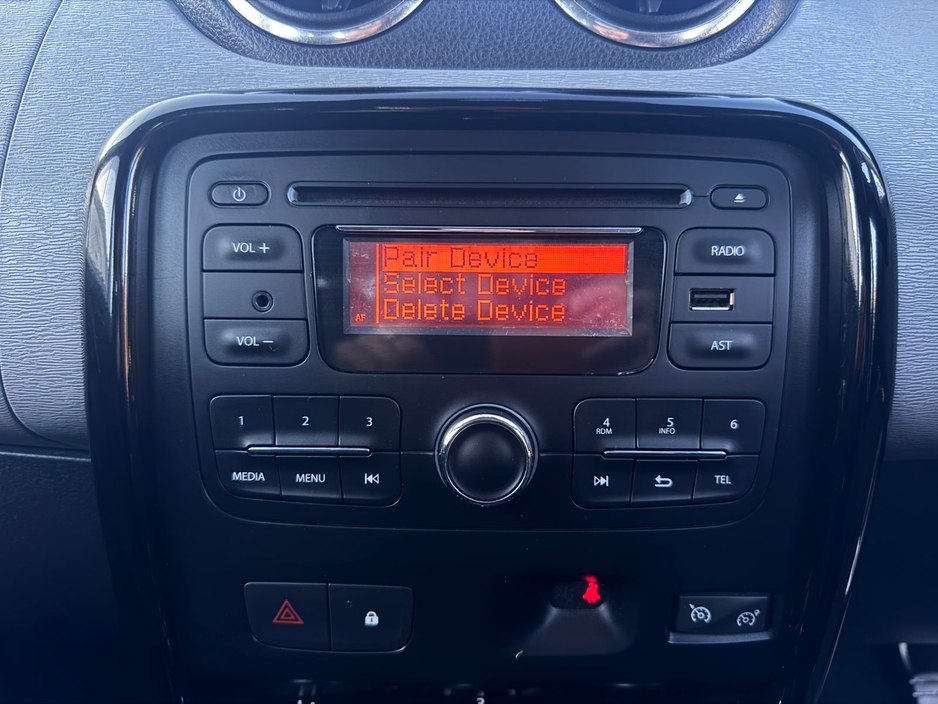 VOL +
VOL −
Pair Device
Select Device
Delete Device
AF
RADIO
AST
1
2
3
4
RDM
5
INFO
6
MEDIA
MENU
TEL